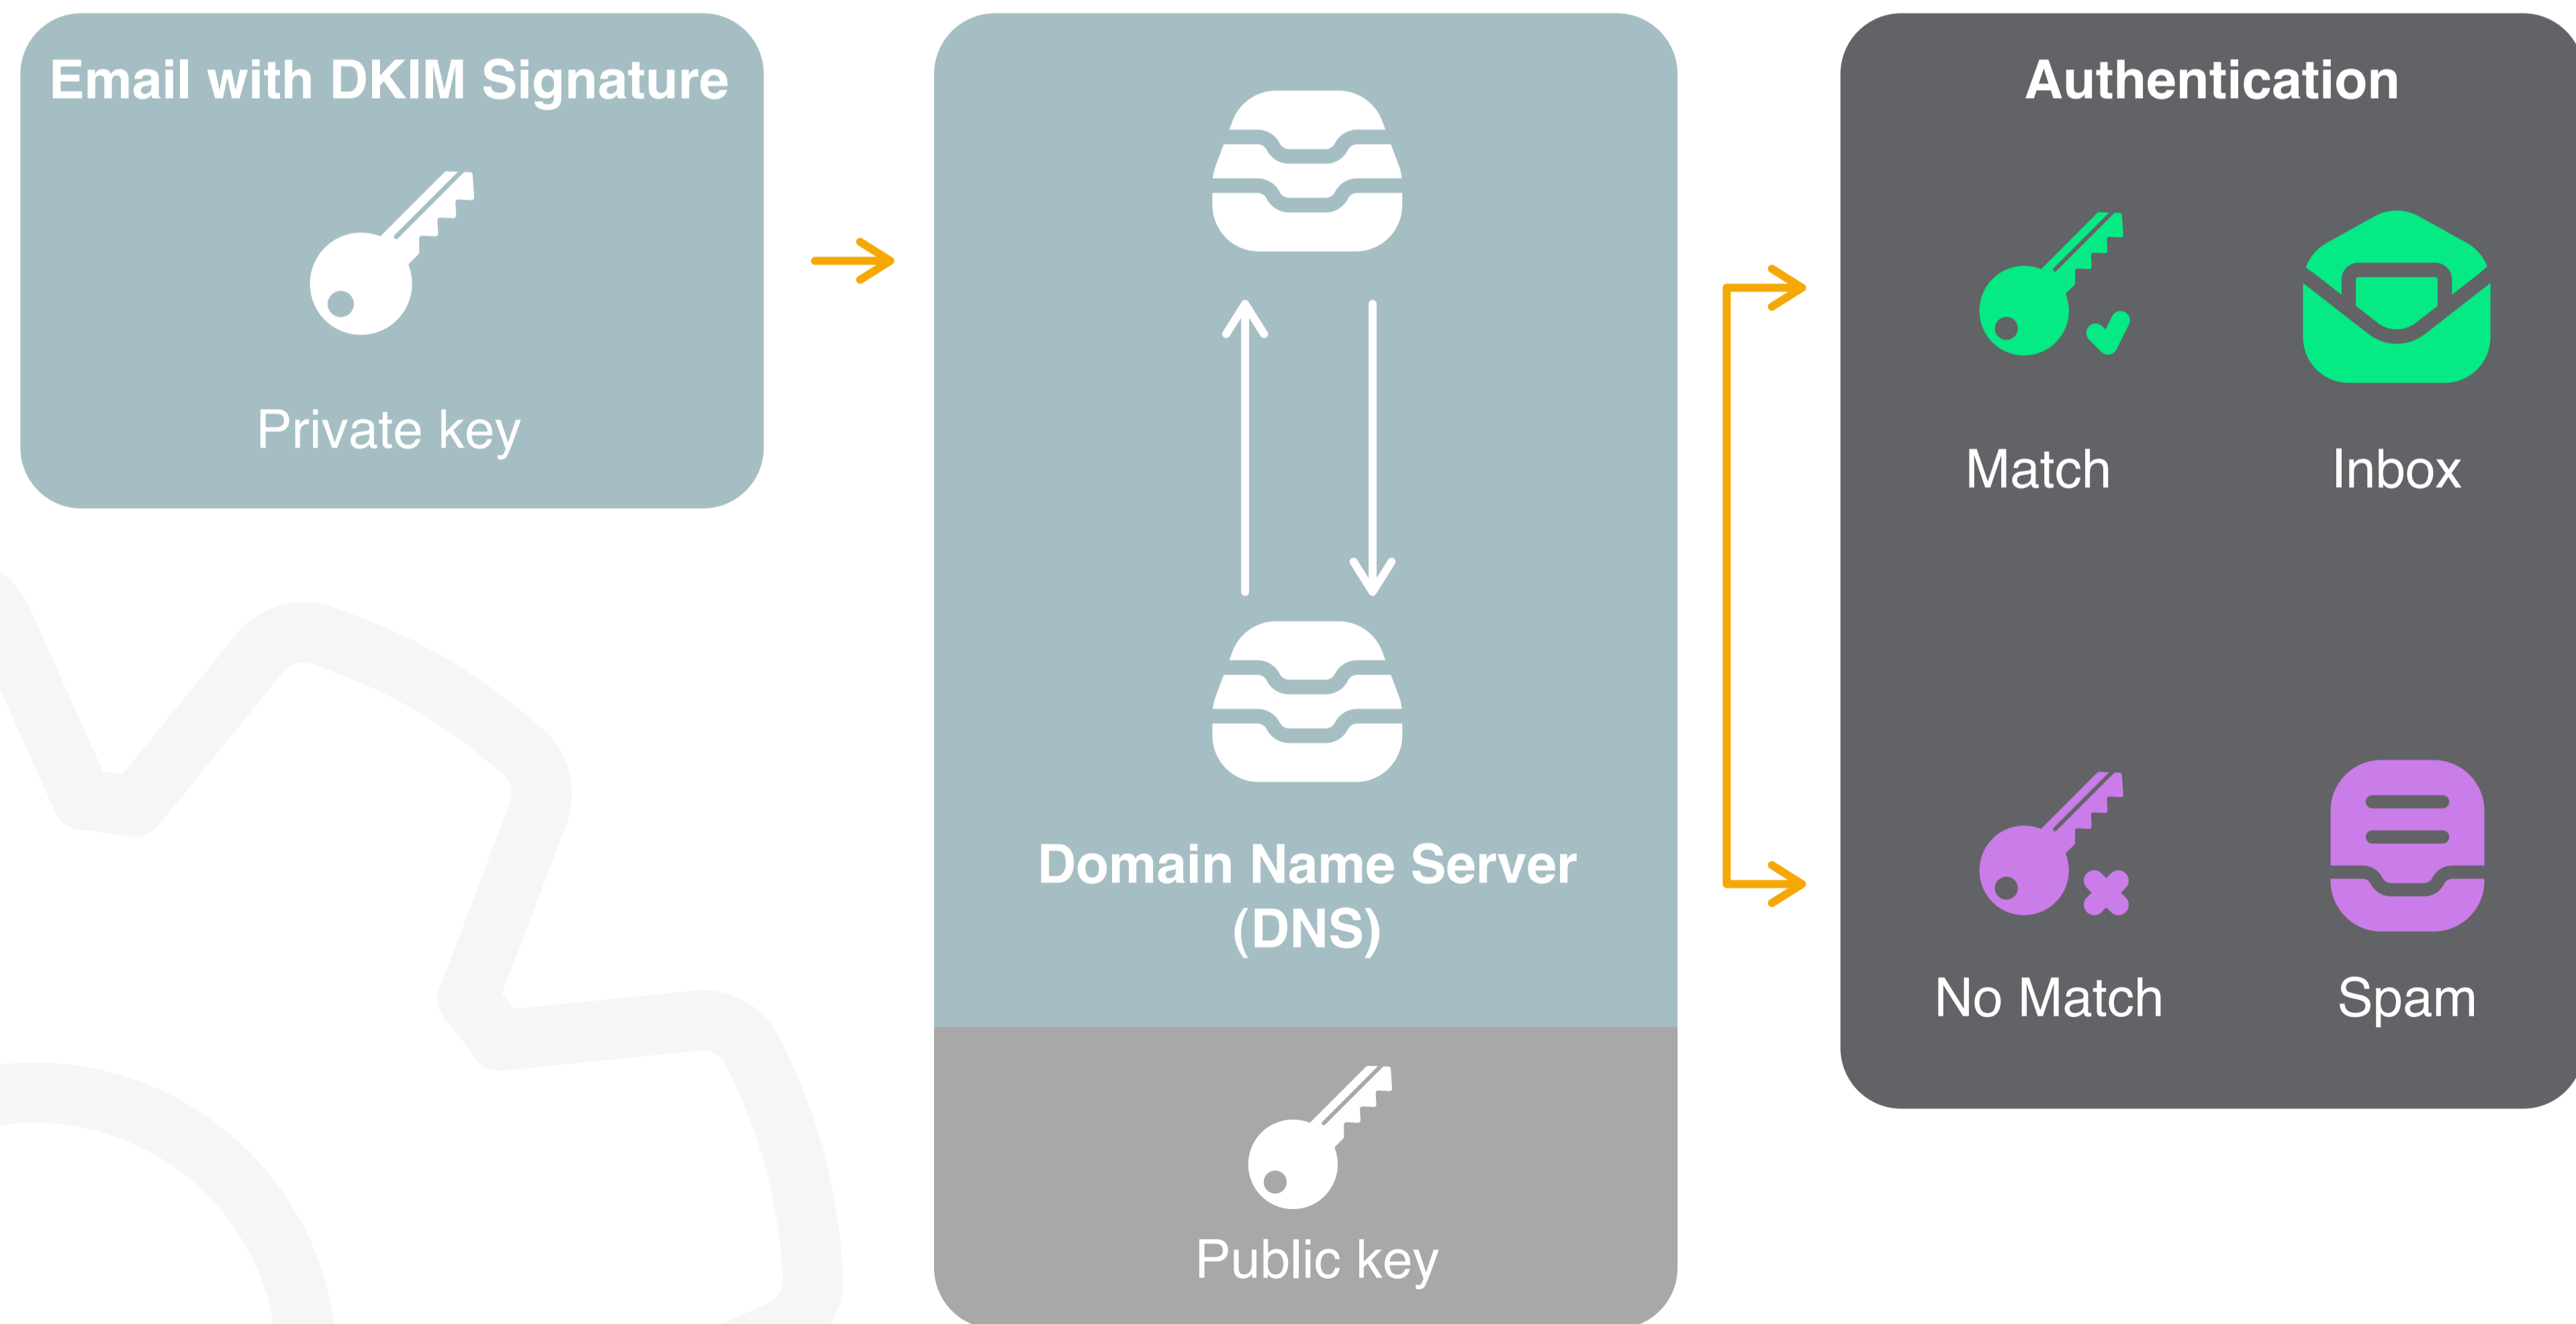 Email with DKIM Signature
Private key
Domain Name Server
(DNS)
Public key
Authentication
Match
Inbox
No Match
Spam